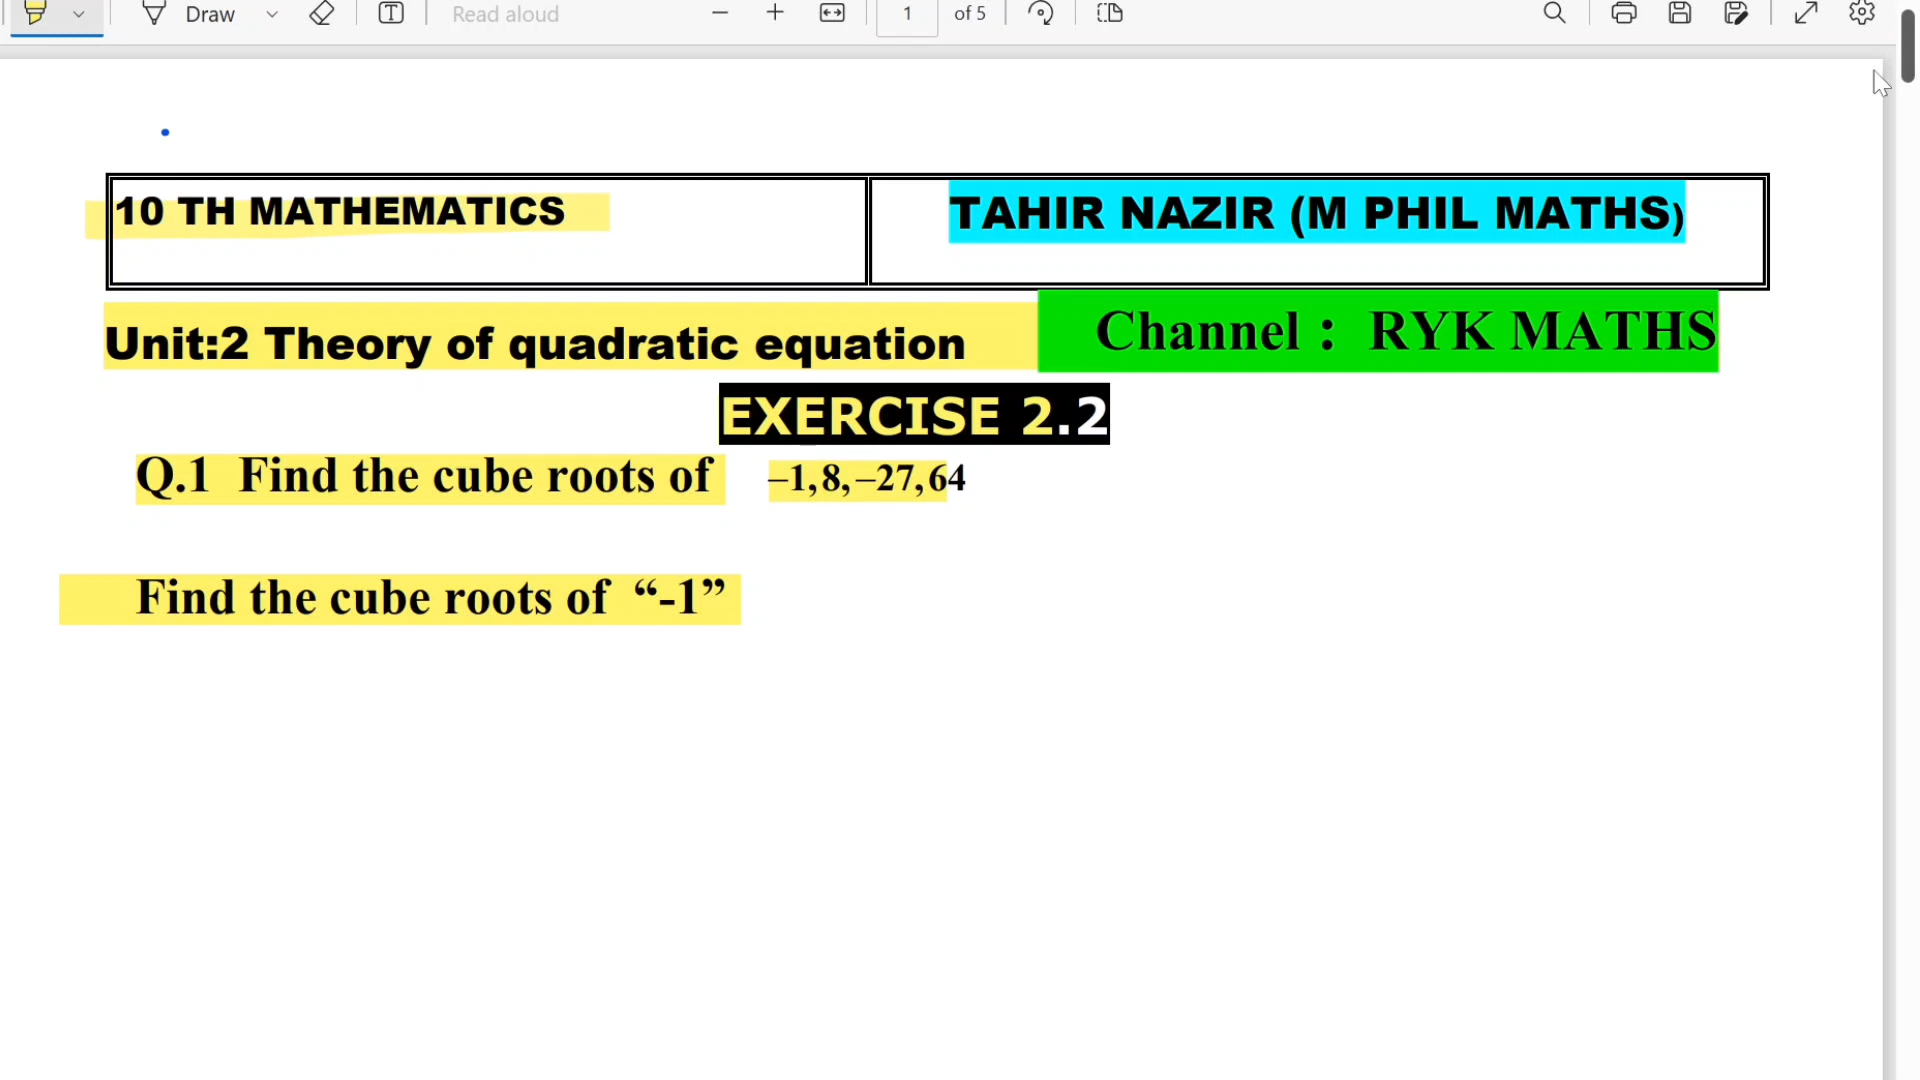 Draw Read aloud 1 of 5
10 TH MATHEMATICS TAHIR NAZIR (M PHIL MATHS)
Unit:2 Theory of quadratic equation Channel : RYK MATHS
EXERCISE 2.2
Q.1 Find the cube roots of –1,8,–27,64
Find the cube roots of “-1”